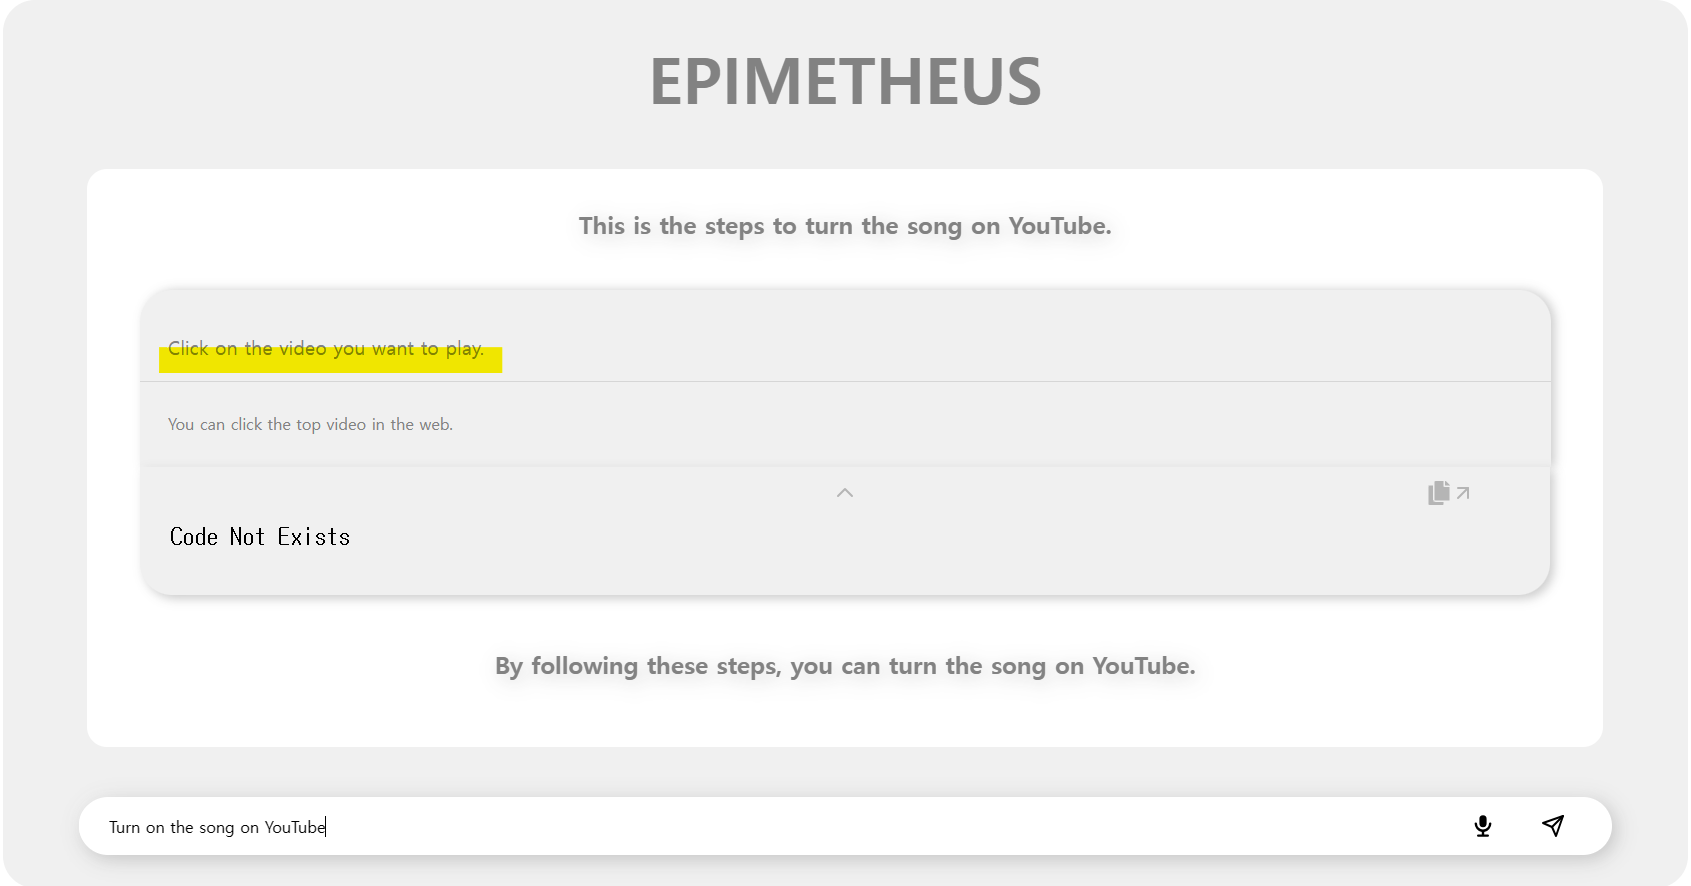 EPIMETHEUS
This is the steps to turn the song on YouTube.
Click on the video you want to play.
You can click the top video in the web.
Code Not Exists
By following these steps, you can turn the song on YouTube.
Turn on the song on YouTube